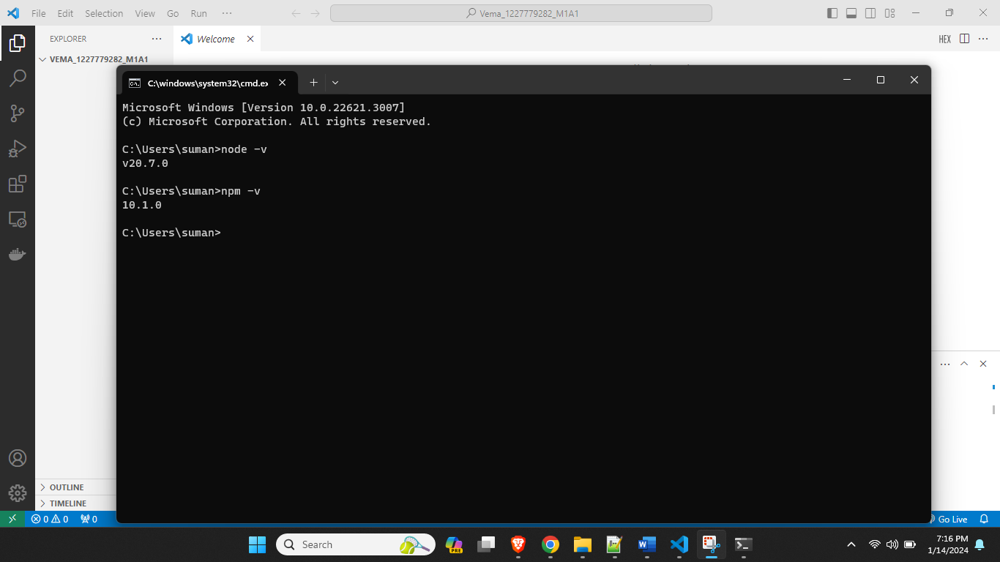 File Edit Selection View Go Run ···
Vema_1227779282_M1A1
EXPLORER ···
Welcome
HEX ···
VEMA_1227779282_M1A1
C:\windows\system32\cmd.ex
Microsoft Windows [Version 10.0.22621.3007]
(c) Microsoft Corporation. All rights reserved.
C:\Users\suman>node -v
v20.7.0
C:\Users\suman>npm -v
10.1.0
C:\Users\suman>
OUTLINE
TIMELINE
0 0 0
Go Live
Search
PRE
7:16 PM
1/14/2024